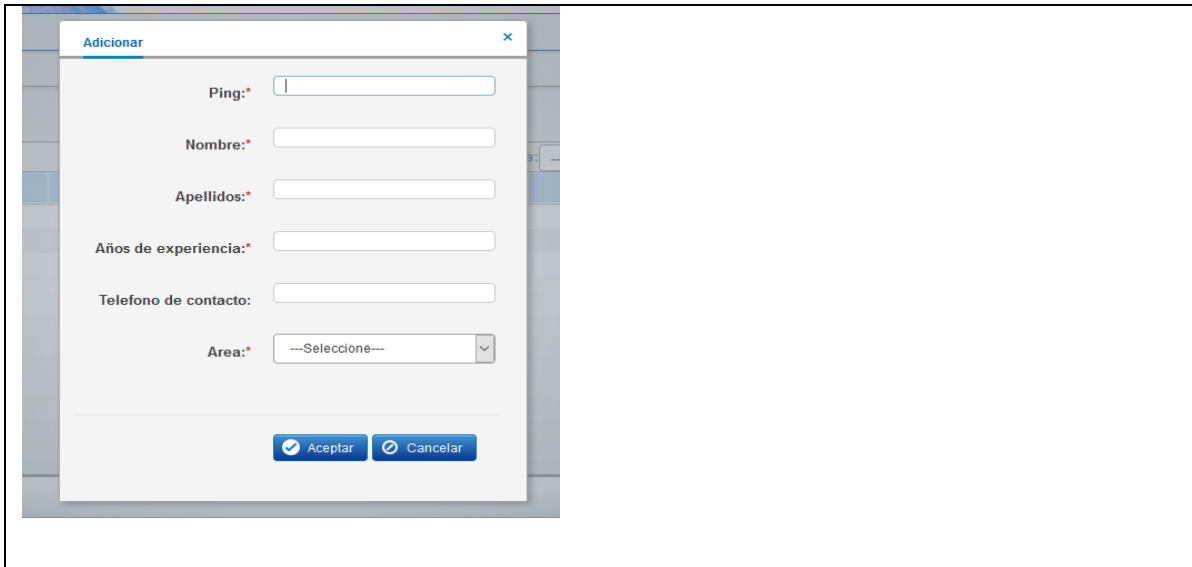 Adicionar ×
Ping:*
Nombre:*
a: ---
Apellidos:*
Años de experiencia:*
Telefono de contacto:
Area:* ---Seleccione---
Aceptar Cancelar